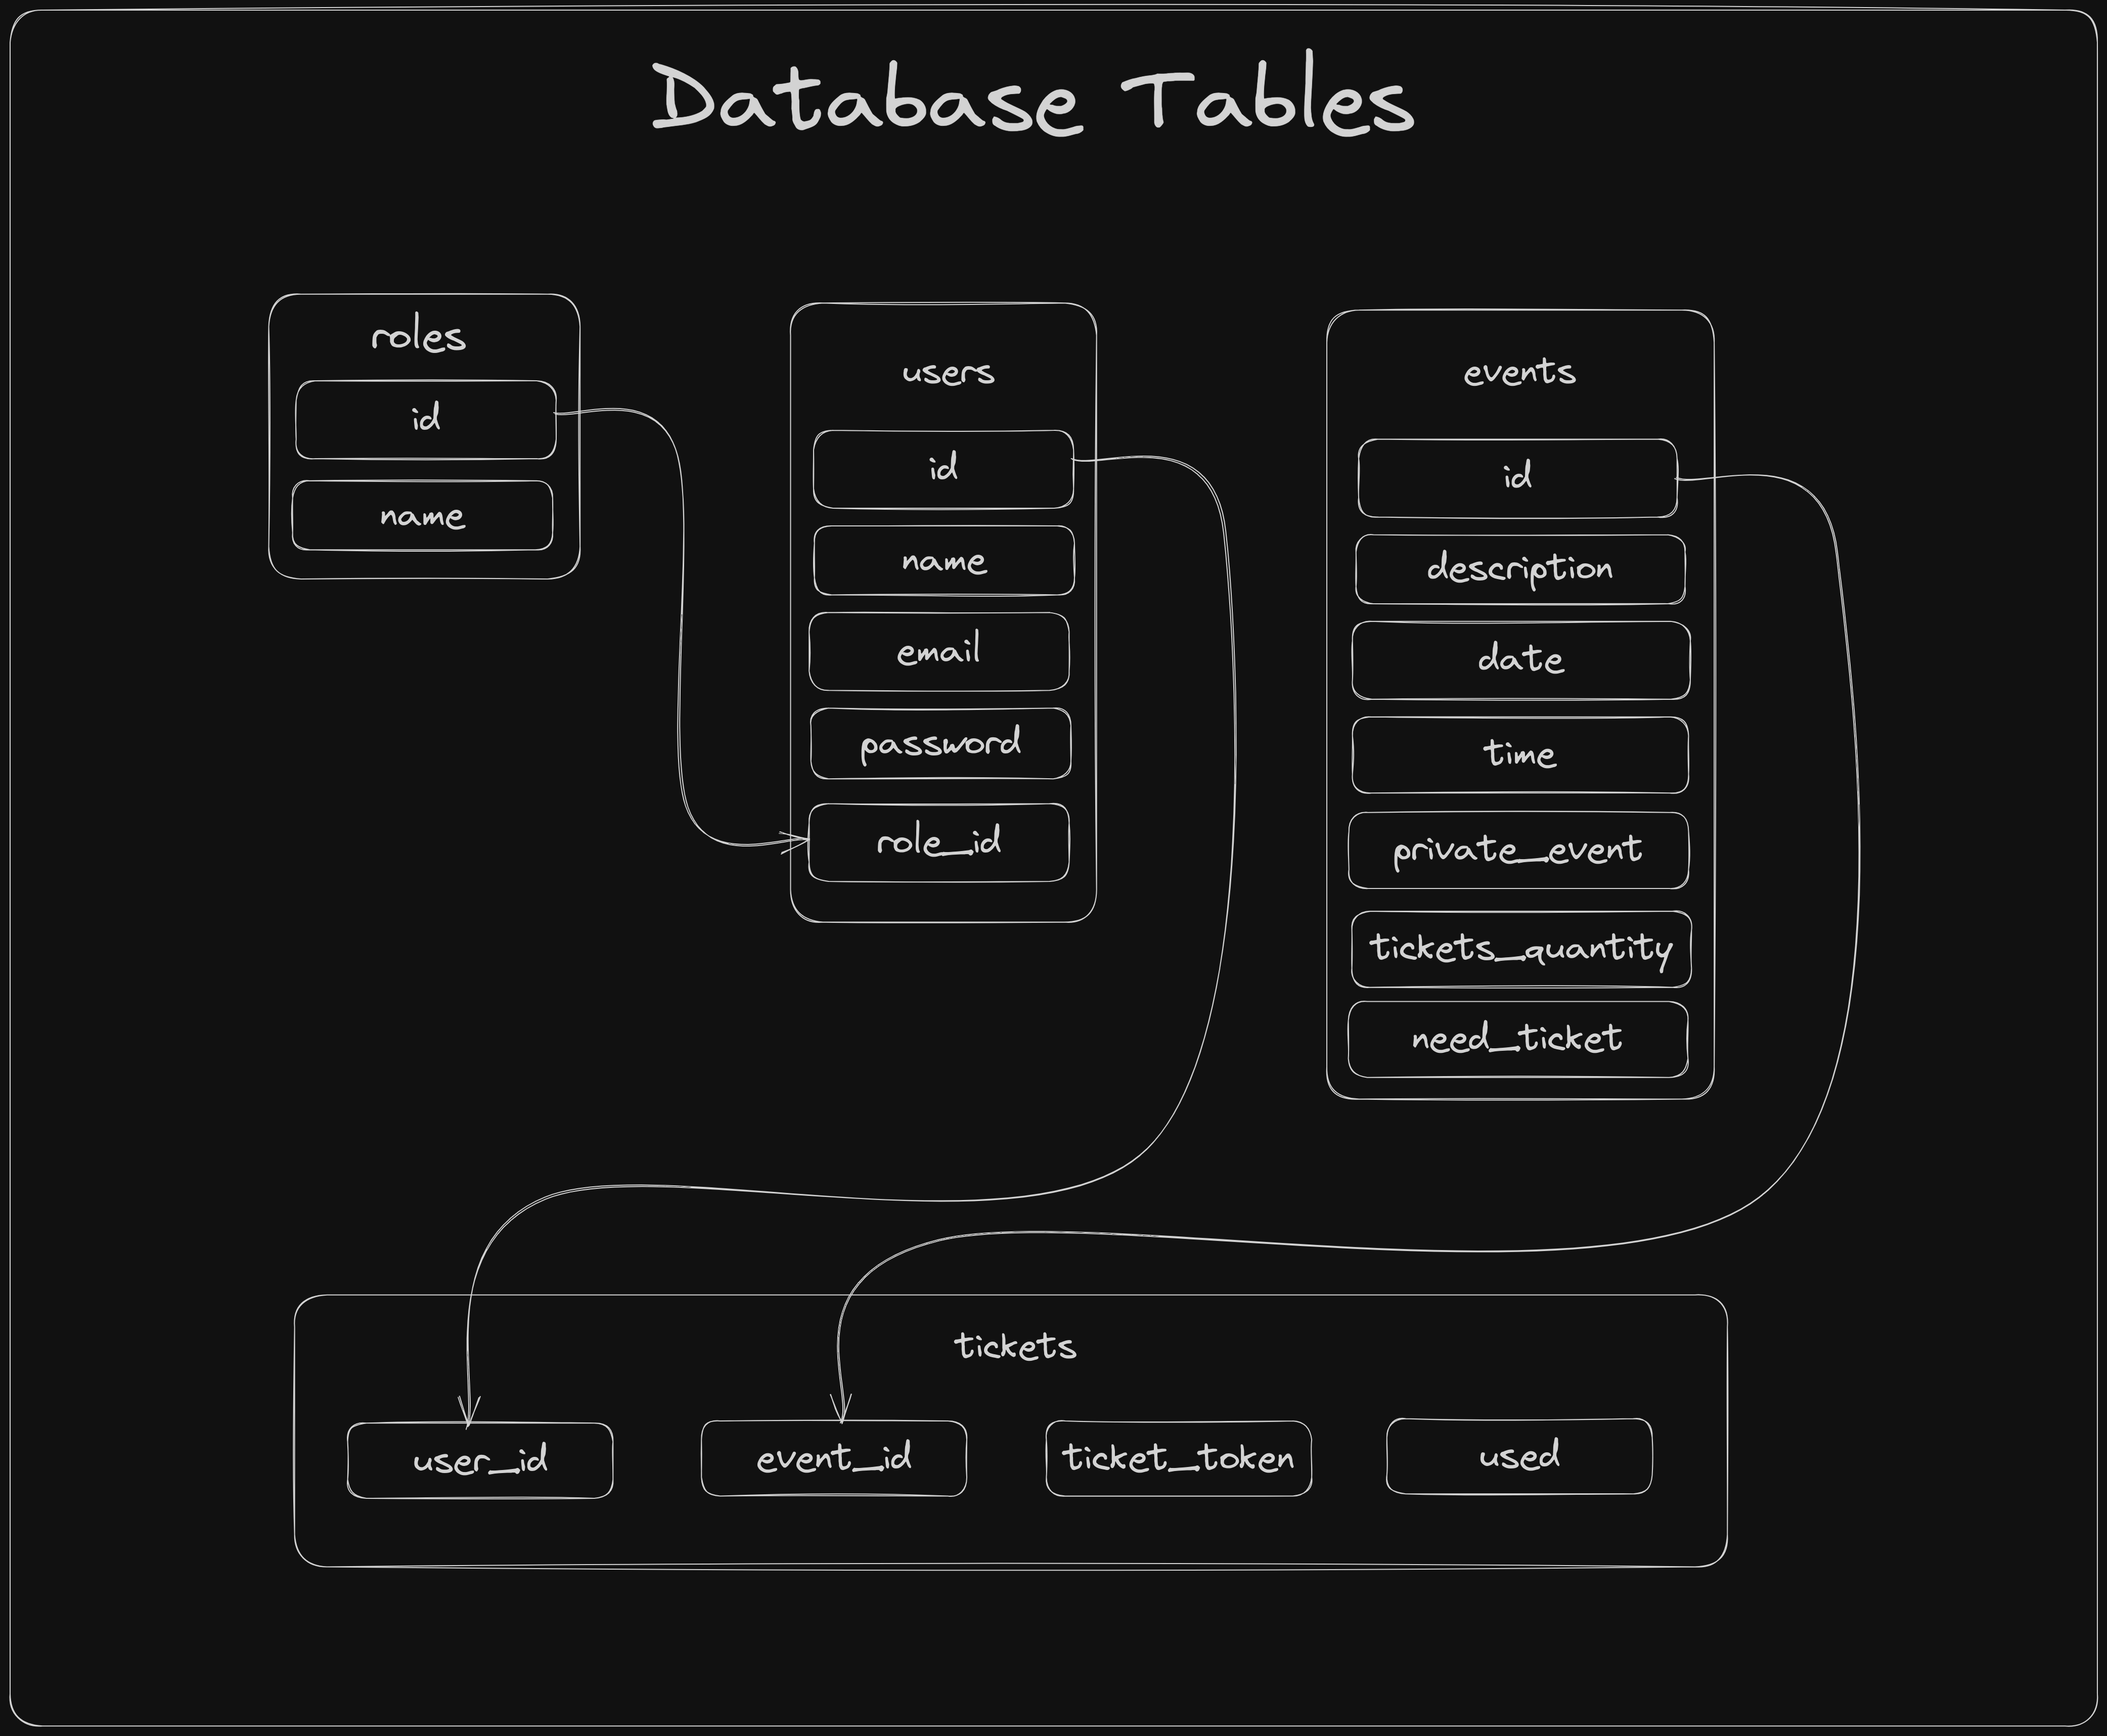 Database Tables
roles
id
name
users
id
name
email
password
role_id
events
id
description
date
time
private_event
tickets_quantity
need_ticket
tickets
user_id
event_id
ticket_token
used